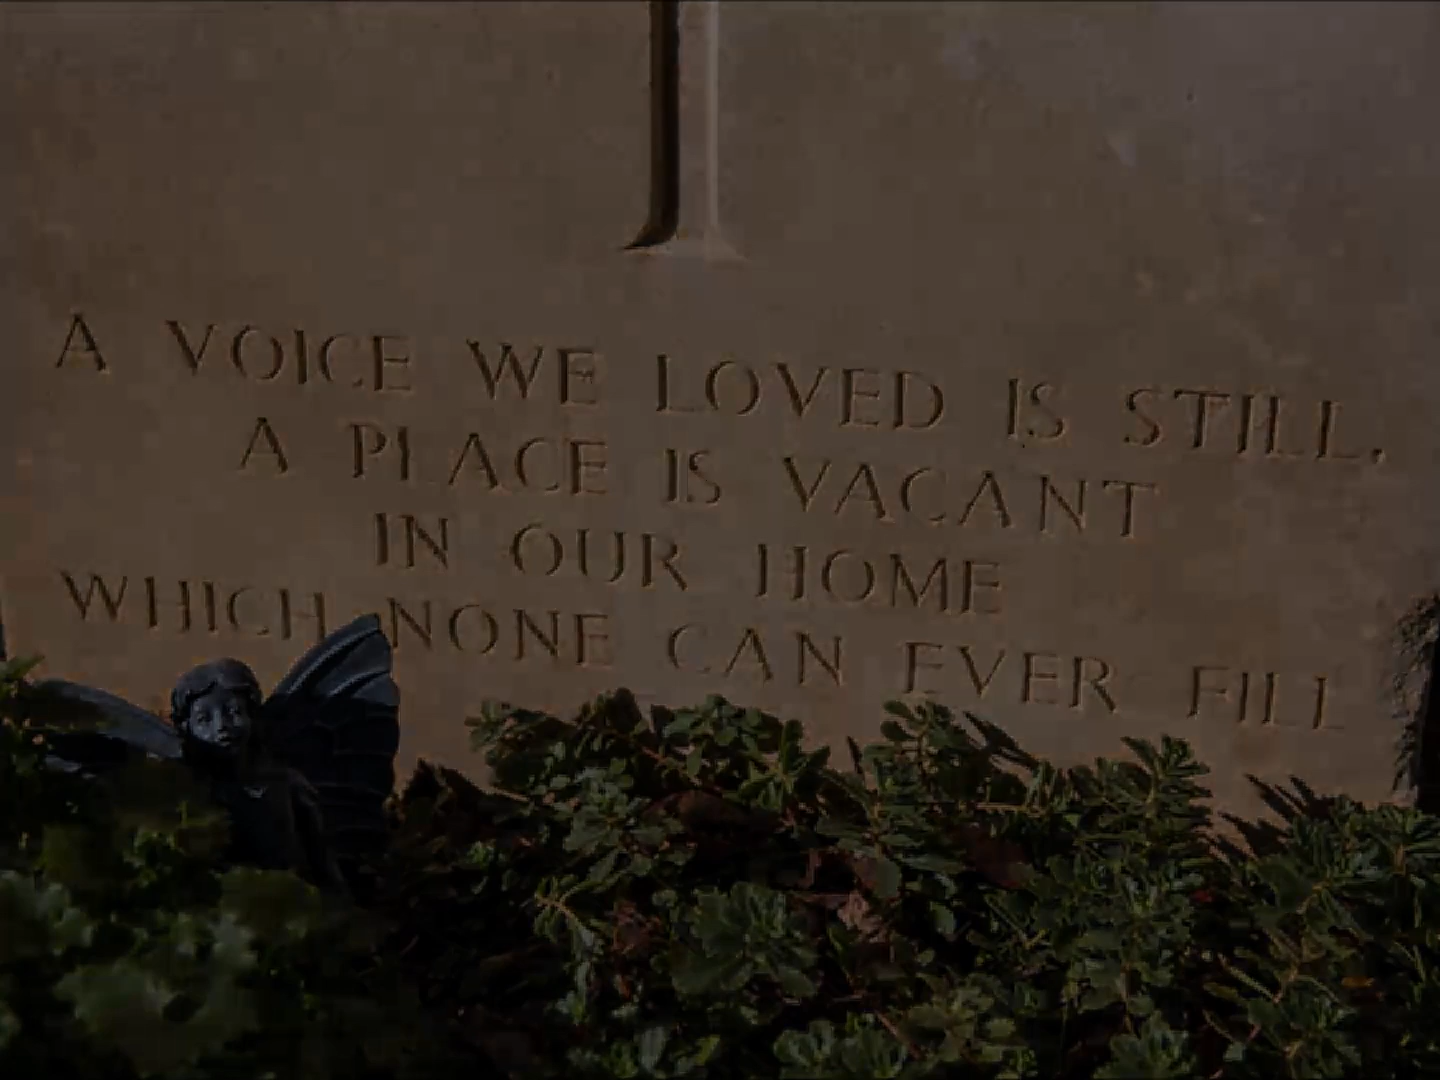 A VOICE WE LOVED IS STILL,
A PLACE IS VACANT
IN OUR HOME
WHICH NONE CAN EVER FILL